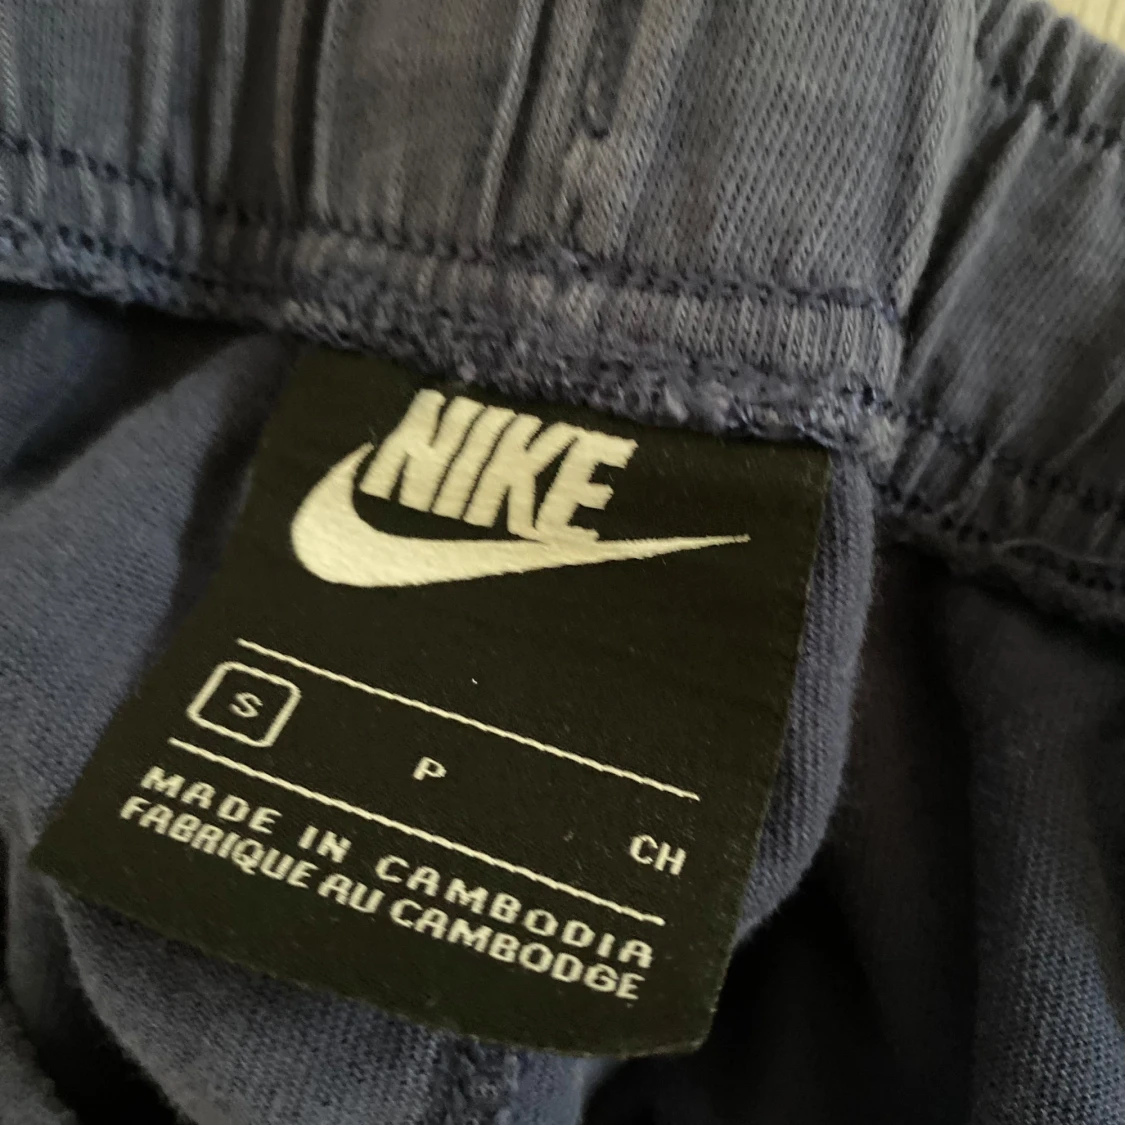 NIKE
S P CH
MADE IN CAMBODIA
FABRIQUE AU CAMBODGE